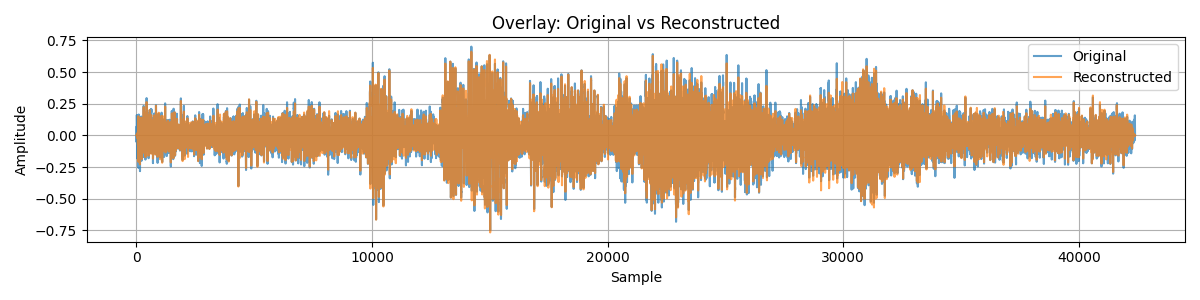 Overlay: Original vs Reconstructed
Original
Reconstructed
Amplitude
0.75
0.50
0.25
0.00
−0.25
−0.50
−0.75
0
10000
20000
30000
40000
Sample